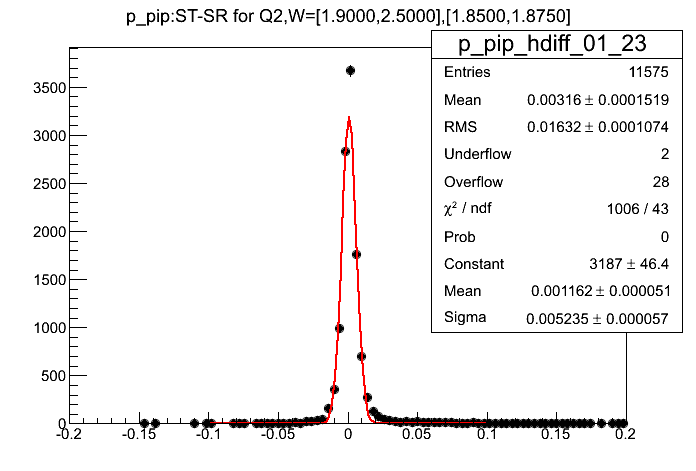 p_pip:ST-SR for Q2,W=[1.9000,2.5000],[1.8500,1.8750]
p_pip_hdiff_01_23
Entries 11575
Mean 0.00316 ± 0.0001519
RMS 0.01632 ± 0.0001074
Underflow 2
Overflow 28
χ² / ndf 1006 / 43
Prob 0
Constant 3187 ± 46.4
Mean 0.001162 ± 0.000051
Sigma 0.005235 ± 0.000057
3500
3000
2500
2000
1500
1000
500
0
-0.2 -0.15 -0.1 -0.05 0 0.05 0.1 0.15 0.2